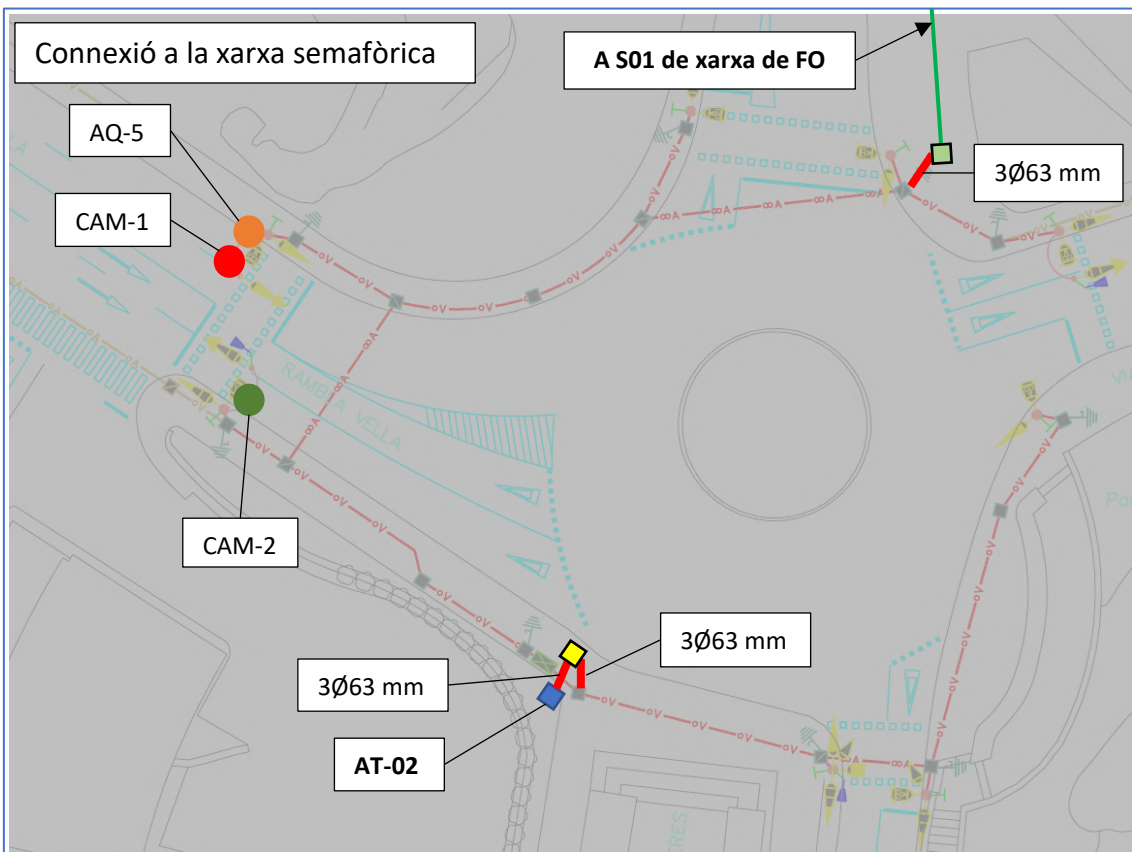 Connexió a la xarxa semafòrica
A S01 de xarxa de FO
AQ-5
3Ø63 mm
CAM-1
RAMBLA VELLA
CAM-2
3Ø63 mm
3Ø63 mm
AT-02